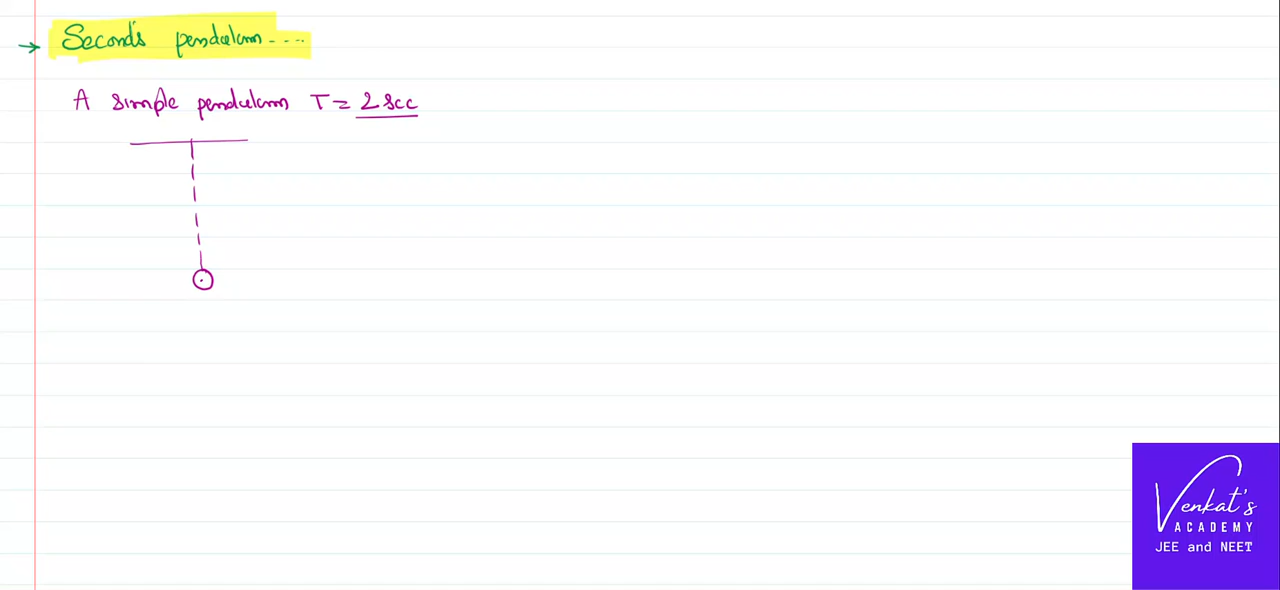 → Second's pendulum....
A simple pendulum T = 2 sec
Venkat's
ACADEMY
JEE and NEET